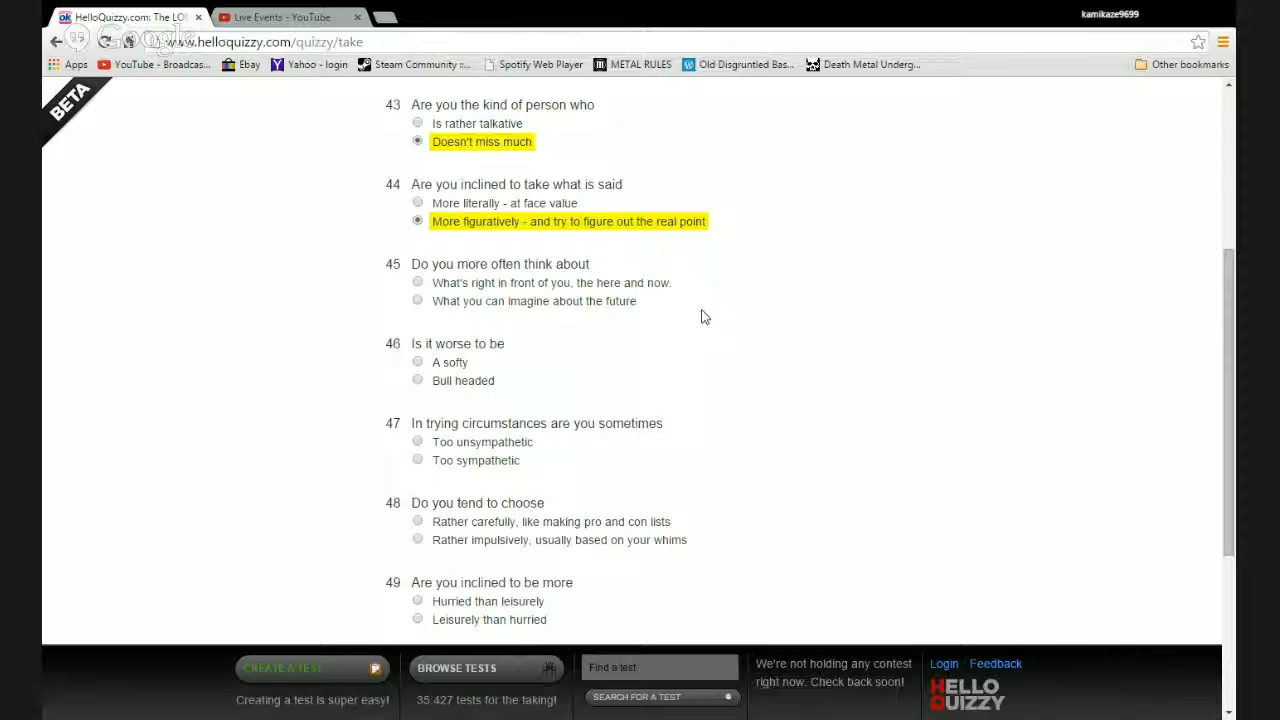 HelloQuizzy.com: The LO
Live Events - YouTube
kamikaze9699
Google
www.helloquizzy.com/quizzy/take
Apps YouTube - Broadcas... Ebay Yahoo - login Steam Community ::... Spotify Web Player METAL RULES Old Disgruntled Bas... Death Metal Underg... Other bookmarks
BETA
43 Are you the kind of person who
Is rather talkative
Doesn't miss much
44 Are you inclined to take what is said
More literally - at face value
More figuratively - and try to figure out the real point
45 Do you more often think about
What's right in front of you, the here and now.
What you can imagine about the future
46 Is it worse to be
A softy
Bull headed
47 In trying circumstances are you sometimes
Too unsympathetic
Too sympathetic
48 Do you tend to choose
Rather carefully, like making pro and con lists
Rather impulsively, usually based on your whims
49 Are you inclined to be more
Hurried than leisurely
Leisurely than hurried
CREATE A TEST
Creating a test is super easy!
BROWSE TESTS
35,427 tests for the taking!
Find a test
SEARCH FOR A TEST
We're not holding any contest
right now. Check back soon!
Login Feedback
HELLO
QUIZZY